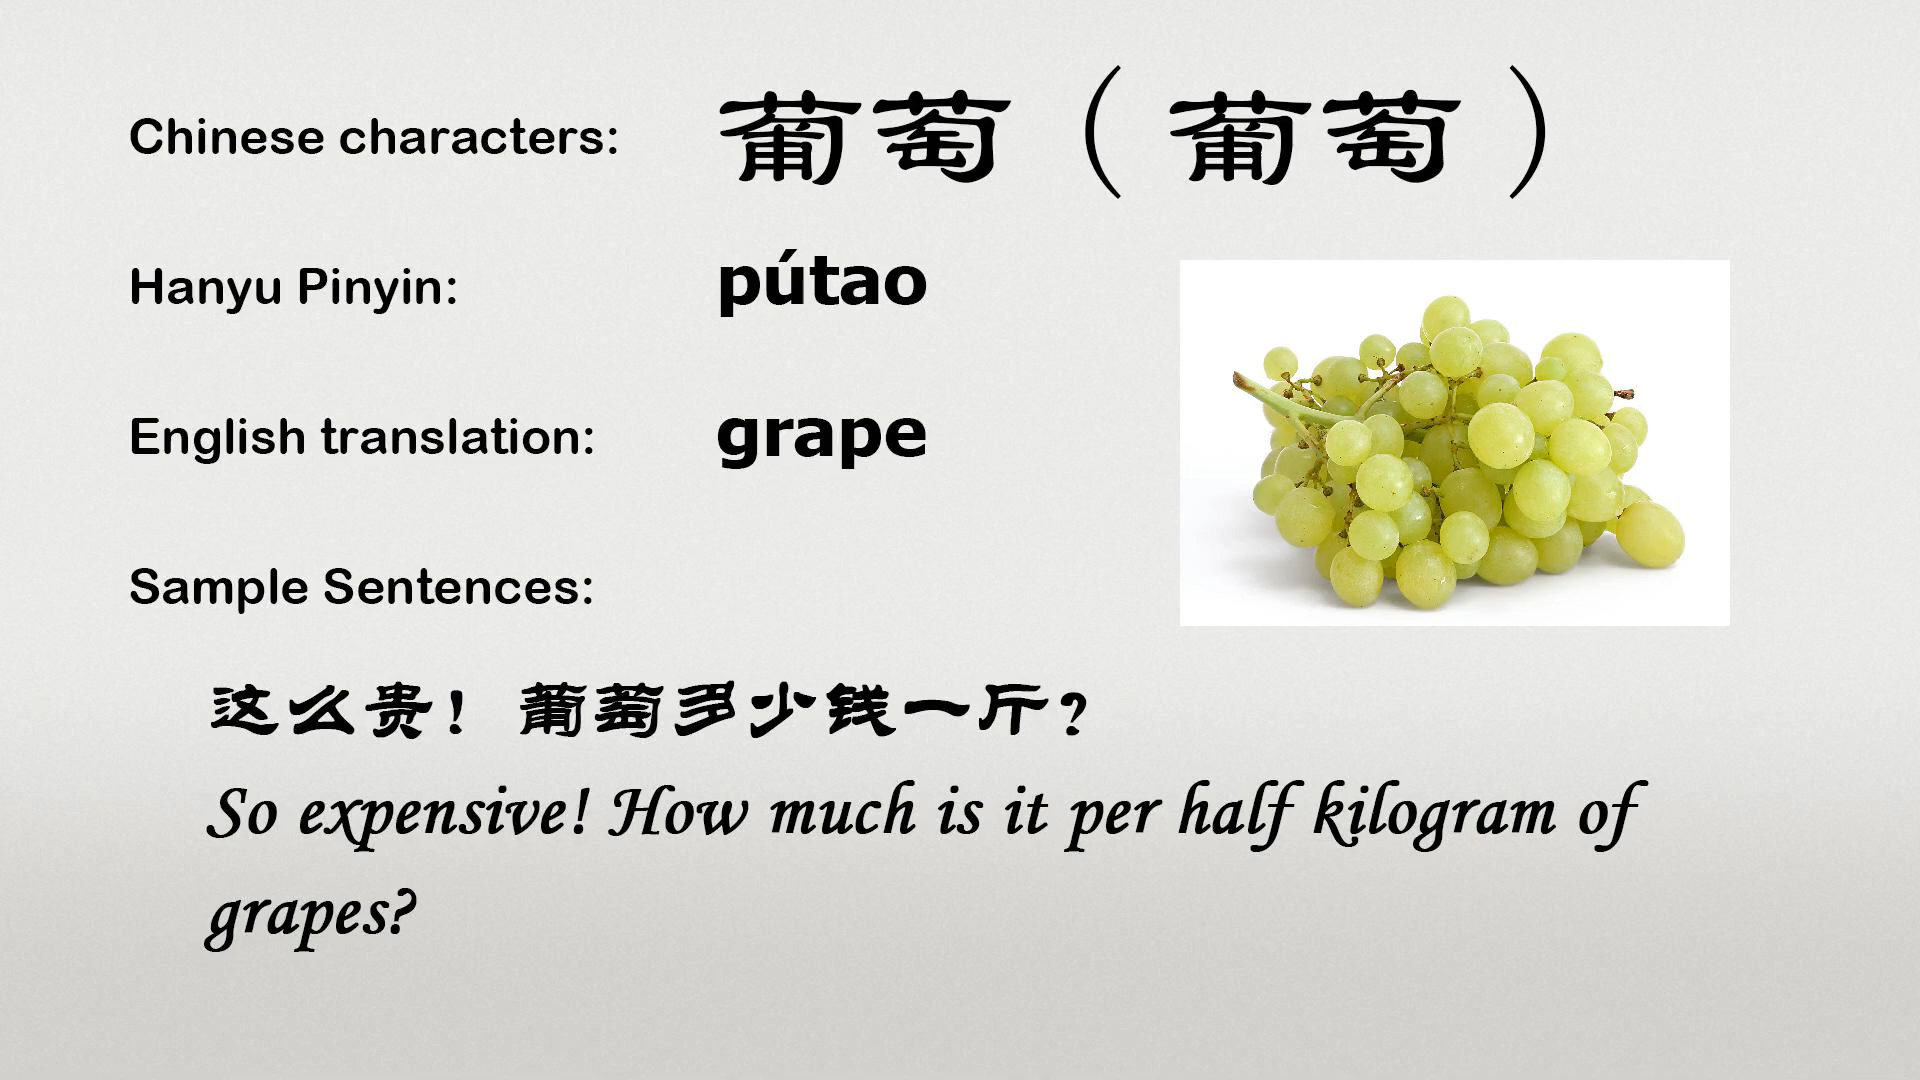 Chinese characters: 葡萄（葡萄）
Hanyu Pinyin: pútao
English translation: grape
Sample Sentences:
这么贵！葡萄多少钱一斤？
So expensive! How much is it per half kilogram of
grapes?